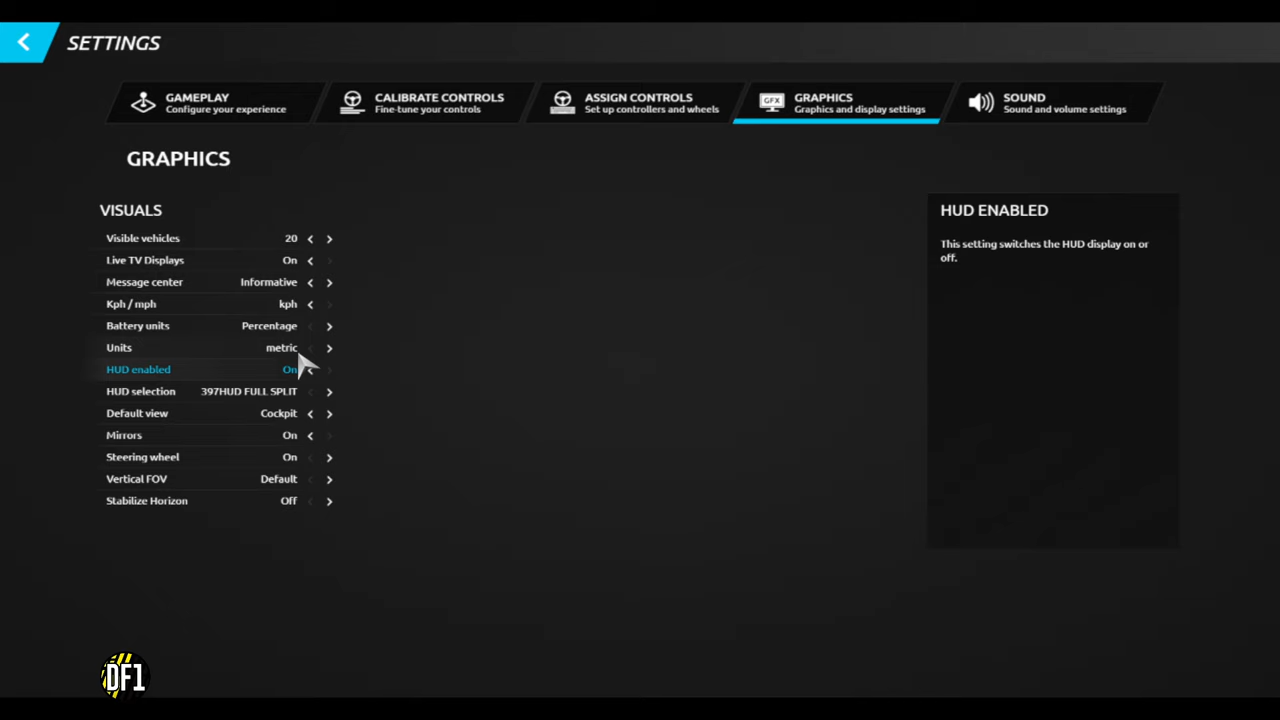 SETTINGS
GAMEPLAY
Configure your experience
CALIBRATE CONTROLS
Fine-tune your controls
ASSIGN CONTROLS
Set up controllers and wheels
GFX
GRAPHICS
Graphics and display settings
SOUND
Sound and volume settings
GRAPHICS
VISUALS
Visible vehicles 20
Live TV Displays On
Message center Informative
Kph / mph kph
Battery units Percentage
Units metric
HUD enabled On
HUD selection 397HUD FULL SPLIT
Default view Cockpit
Mirrors On
Steering wheel On
Vertical FOV Default
Stabilize Horizon Off
HUD ENABLED
This setting switches the HUD display on or
off.
DF1